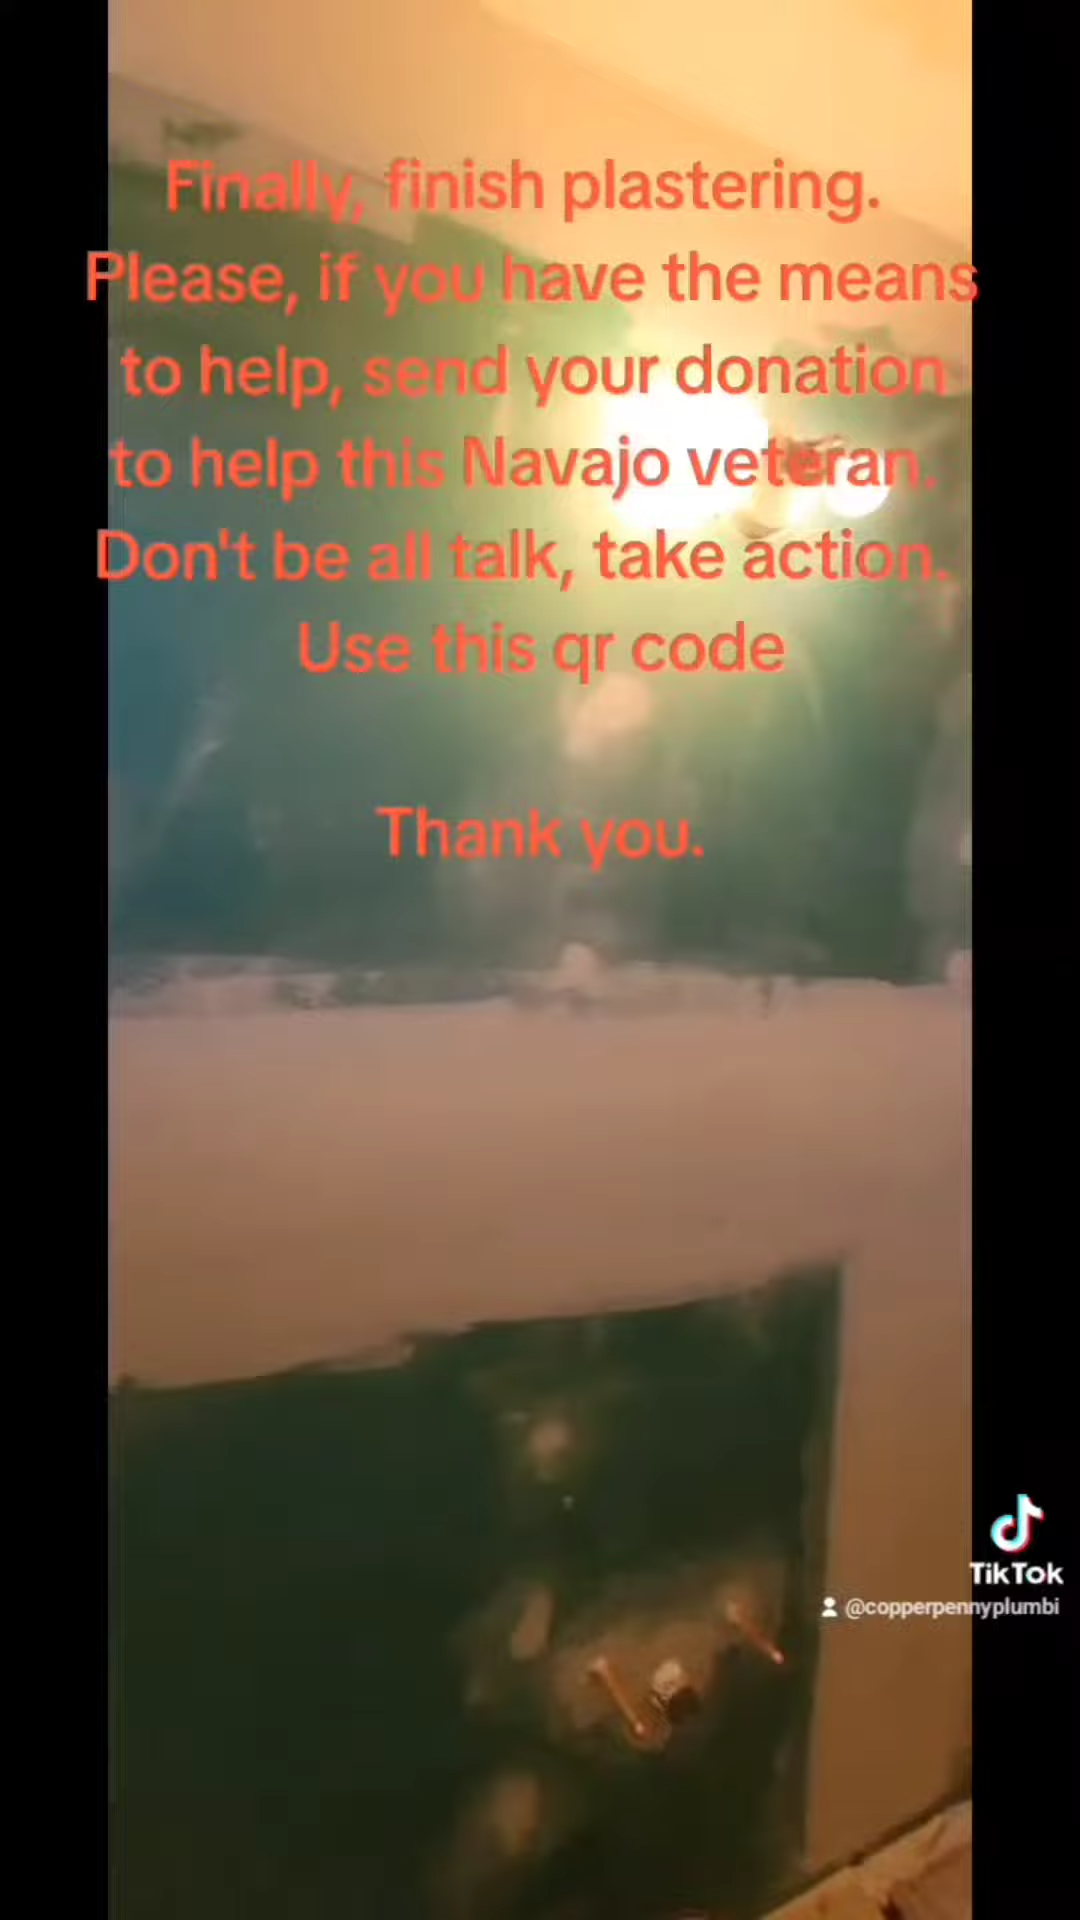 Finally, finish plastering.
Please, if you have the means
to help, send your donation
to help this Navajo veteran.
Don't be all talk, take action.
Use this qr code
Thank you.
TikTok
@copperpennyplumbi